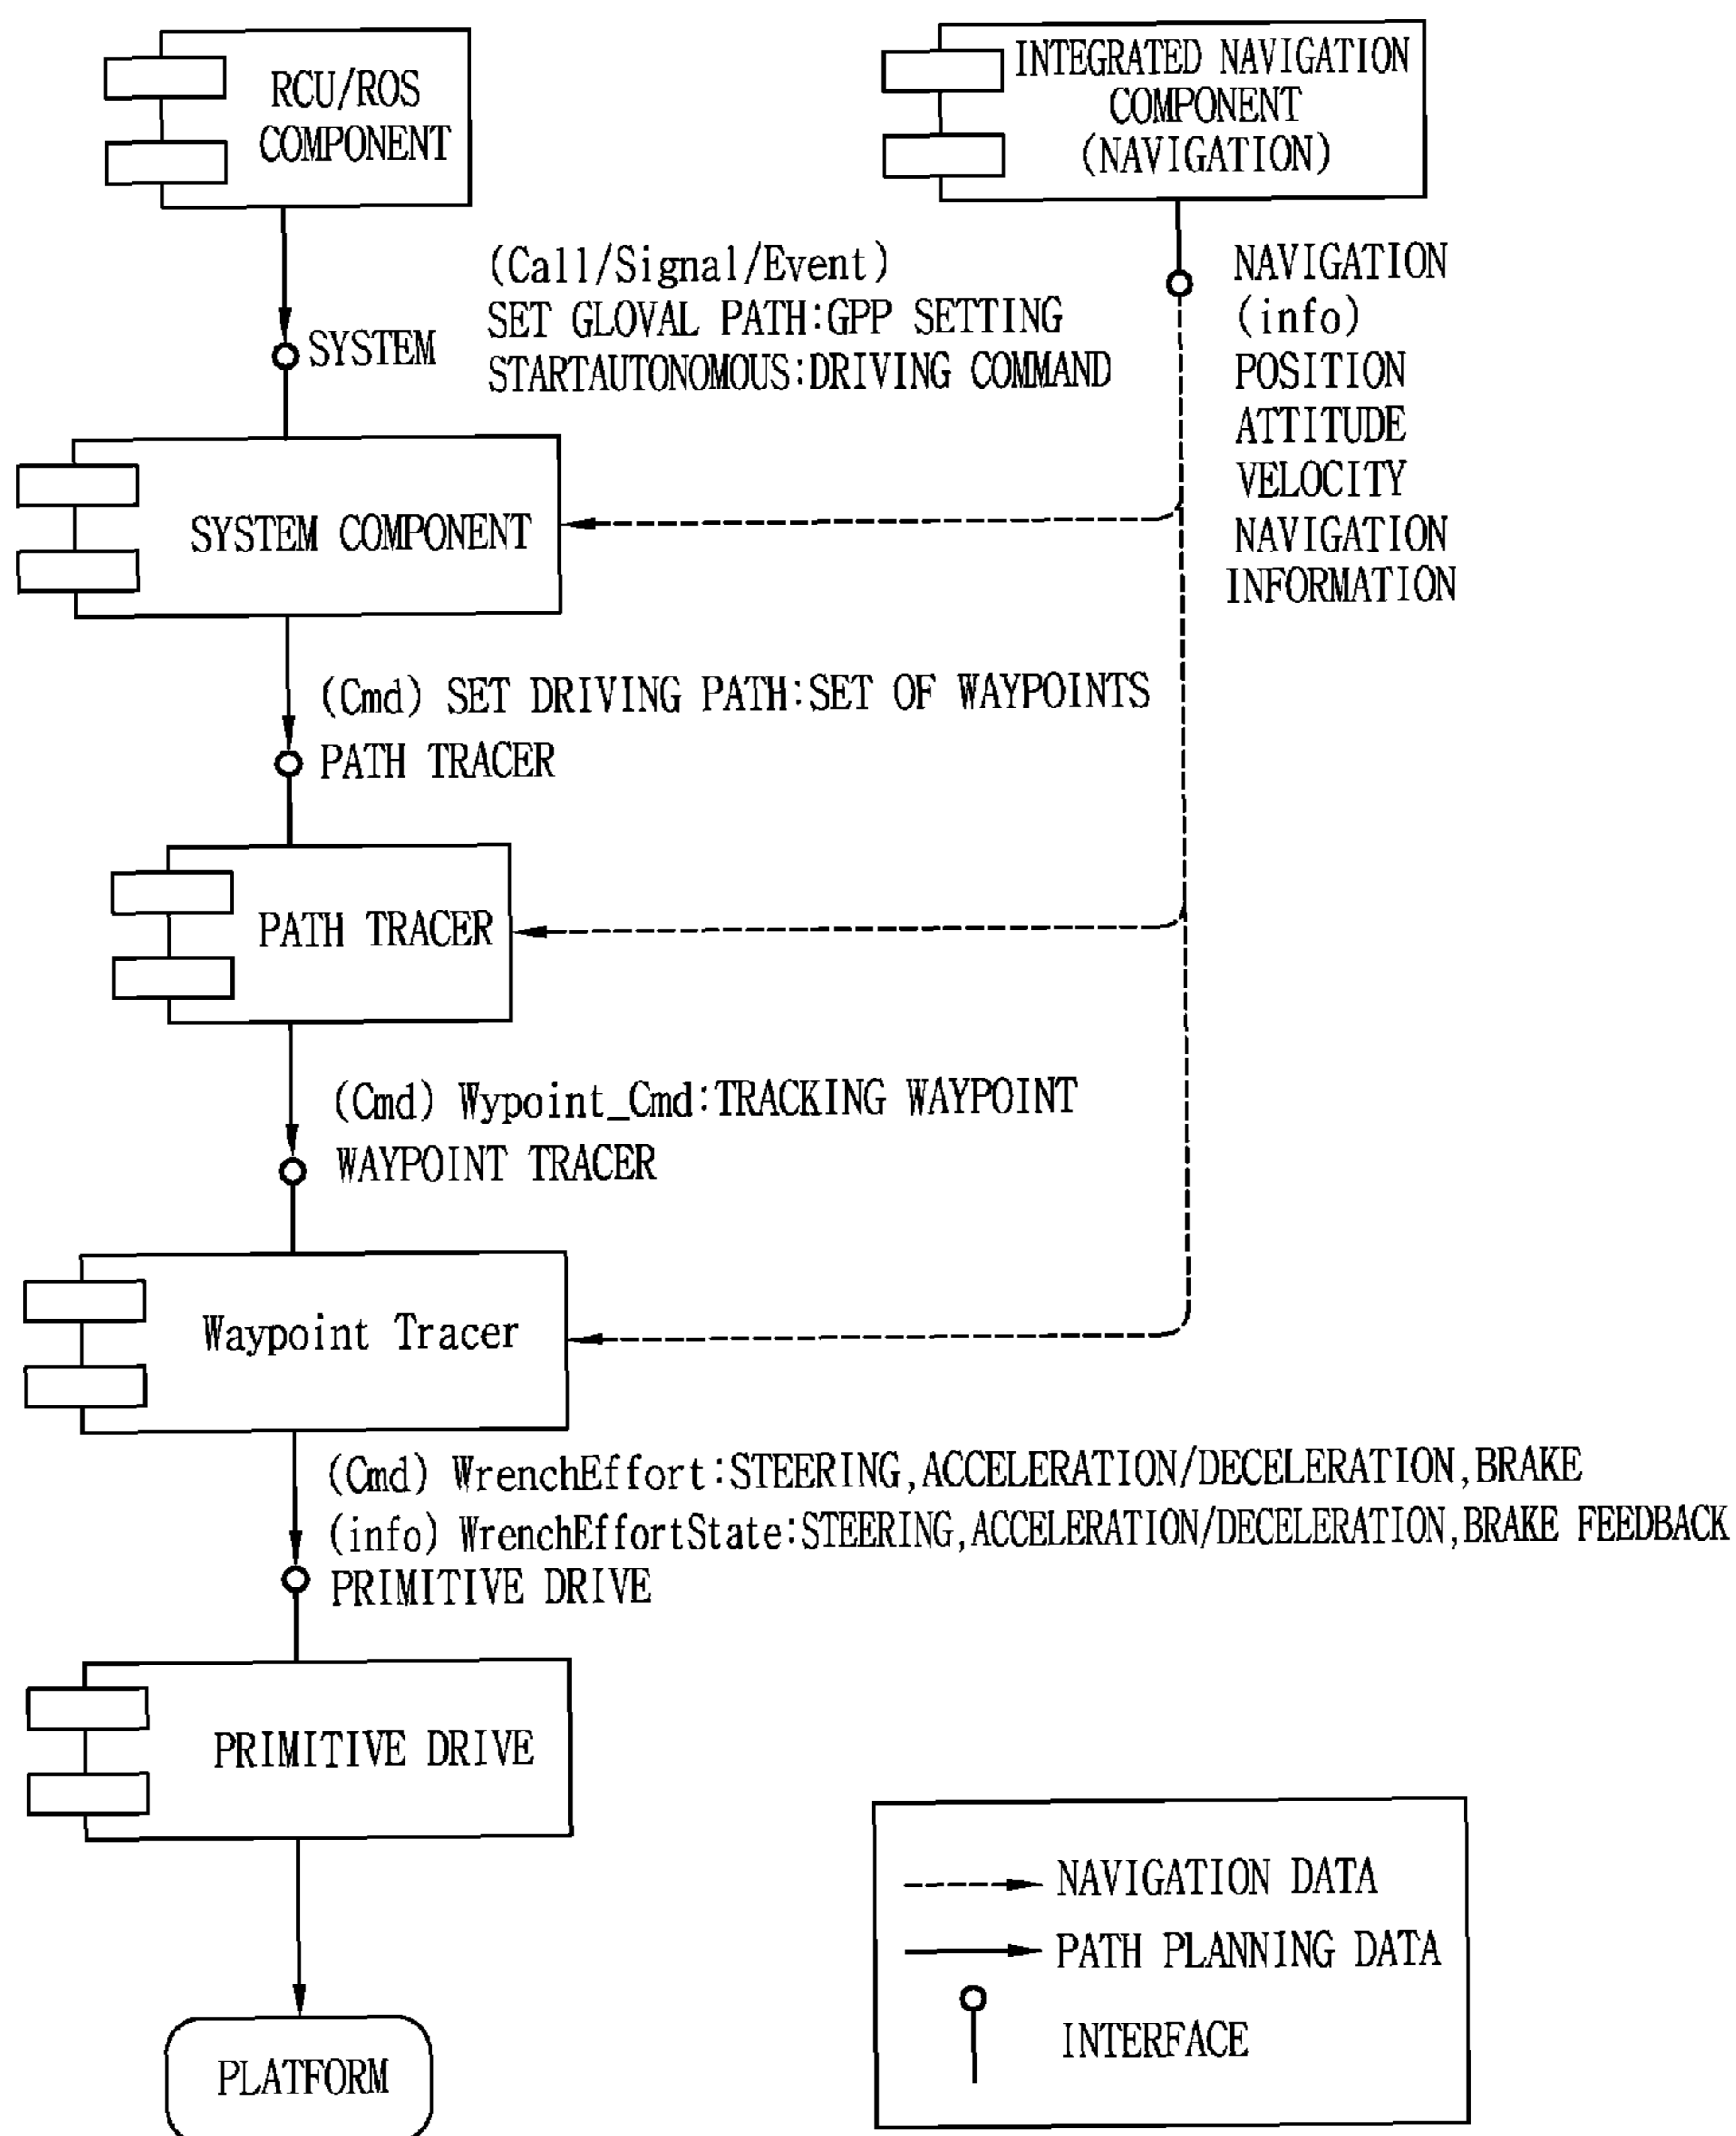 RCU/ROS
COMPONENT
INTEGRATED NAVIGATION
COMPONENT
(NAVIGATION)
(Call/Signal/Event)
SET GLOVAL PATH:GPP SETTING
STARTAUTONOMOUS:DRIVING COMMAND
SYSTEM
NAVIGATION
(info)
POSITION
ATTITUDE
VELOCITY
NAVIGATION
INFORMATION
SYSTEM COMPONENT
(Cmd) SET DRIVING PATH:SET OF WAYPOINTS
PATH TRACER
PATH TRACER
(Cmd) Wypoint_Cmd:TRACKING WAYPOINT
WAYPOINT TRACER
Waypoint Tracer
(Cmd) WrenchEffort:STEERING,ACCELERATION/DECELERATION,BRAKE
(info) WrenchEffortState:STEERING,ACCELERATION/DECELERATION,BRAKE FEEDBACK
PRIMITIVE DRIVE
PRIMITIVE DRIVE
PLATFORM
NAVIGATION DATA
PATH PLANNING DATA
INTERFACE